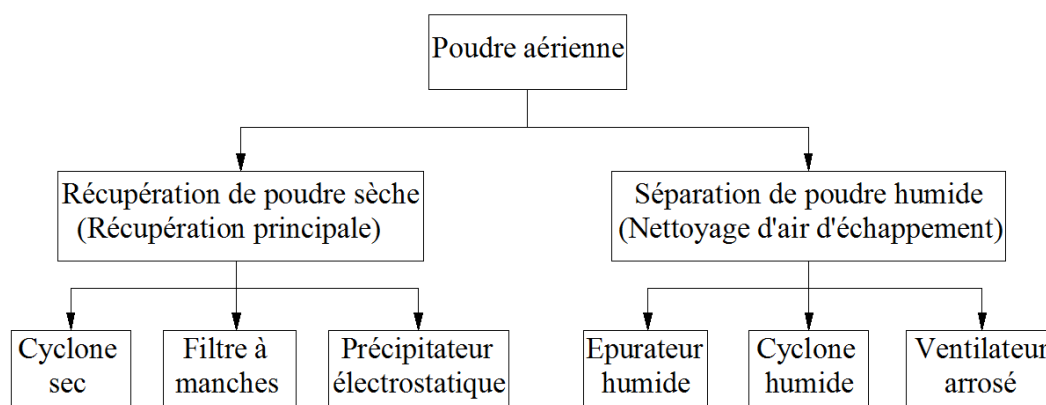 Poudre aérienne
Récupération de poudre sèche
(Récupération principale)
Séparation de poudre humide
(Nettoyage d'air d'échappement)
Cyclone
sec
Filtre à
manches
Précipitateur
électrostatique
Epurateur
humide
Cyclone
humide
Ventilateur
arrosé